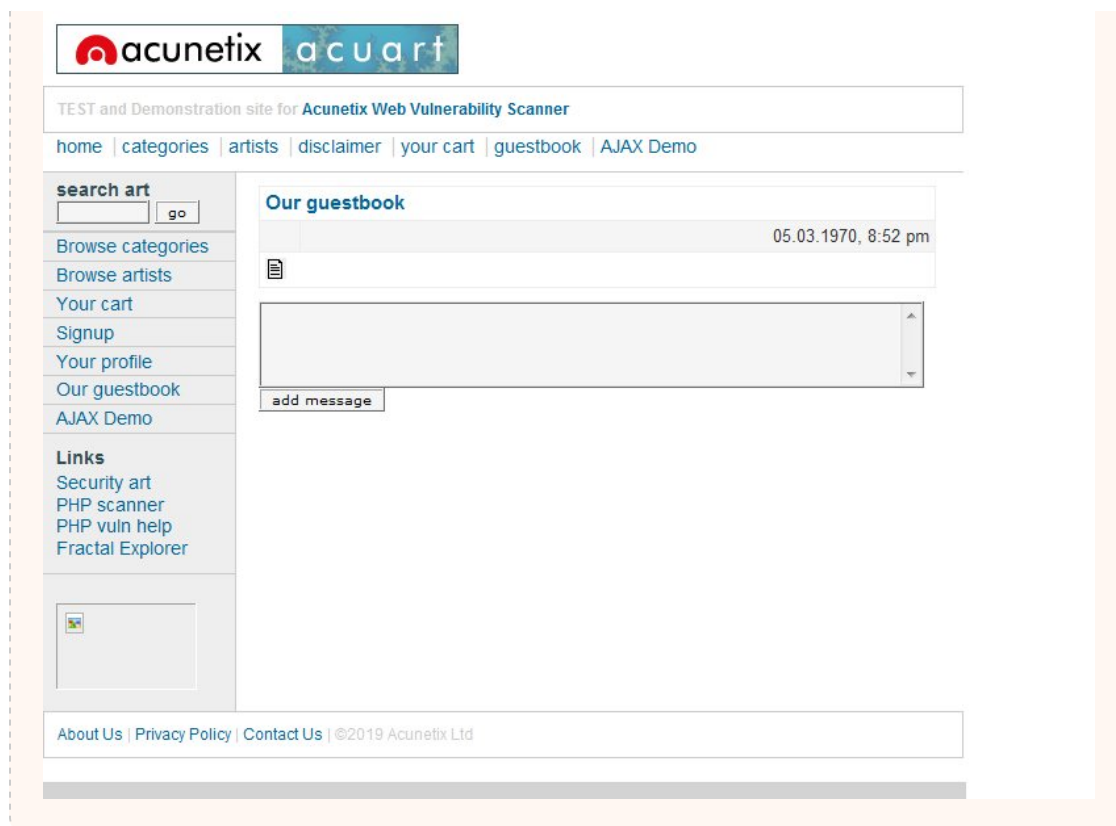 acunetix acuart
TEST and Demonstration site for Acunetix Web Vulnerability Scanner
home | categories | artists | disclaimer | your cart | guestbook | AJAX Demo
search art
go
Browse categories
Browse artists
Your cart
Signup
Your profile
Our guestbook
AJAX Demo
Links
Security art
PHP scanner
PHP vuln help
Fractal Explorer
Our guestbook
05.03.1970, 8:52 pm
add message
About Us | Privacy Policy | Contact Us | ©2019 Acunetix Ltd